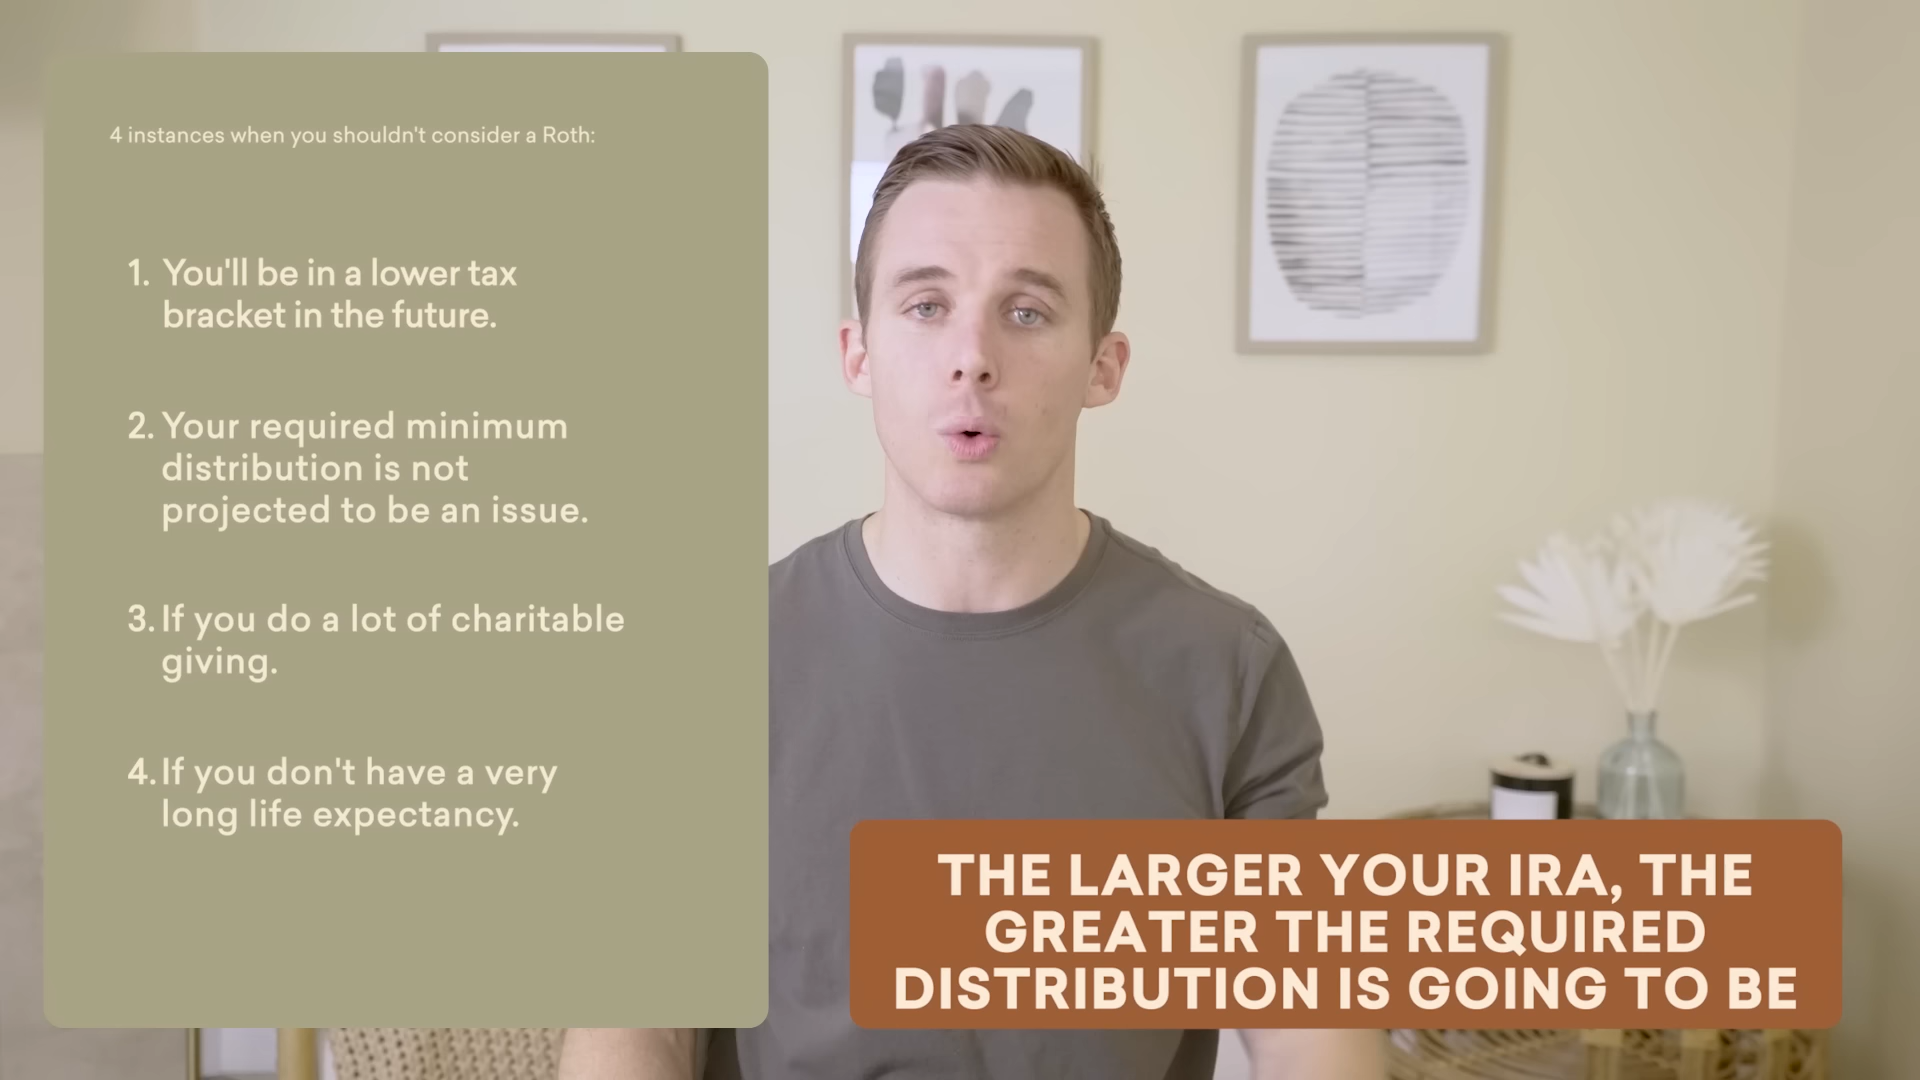 4 instances when you shouldn't consider a Roth:
1. You'll be in a lower tax
bracket in the future.
2. Your required minimum
distribution is not
projected to be an issue.
3. If you do a lot of charitable
giving.
4. If you don't have a very
long life expectancy.
THE LARGER YOUR IRA, THE
GREATER THE REQUIRED
DISTRIBUTION IS GOING TO BE